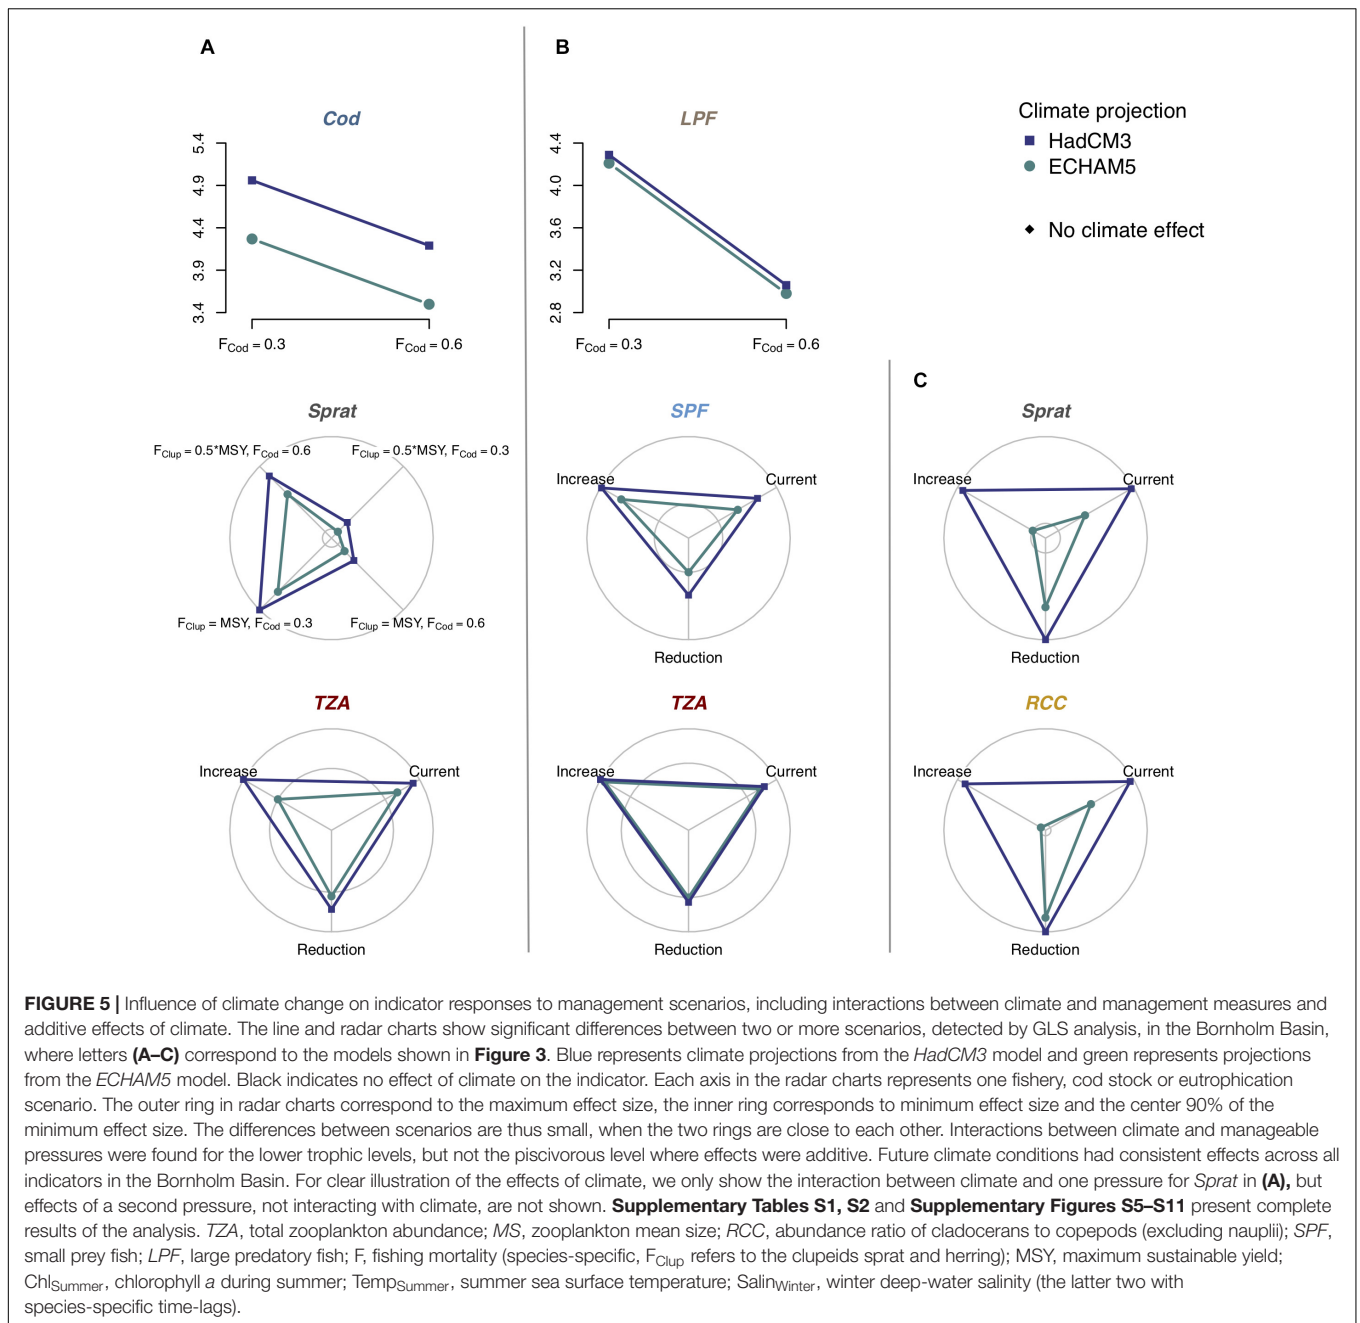 A
B
Cod
LPF
Climate projection
HadCM3
ECHAM5
No climate effect
5.4
4.9
4.4
3.9
3.4
F_Cod = 0.3
F_Cod = 0.6
4.4
4.0
3.6
3.2
2.8
F_Cod = 0.3
F_Cod = 0.6
C
Sprat
F_Clup = 0.5*MSY, F_Cod = 0.6
F_Clup = 0.5*MSY, F_Cod = 0.3
F_Clup = MSY, F_Cod = 0.3
F_Clup = MSY, F_Cod = 0.6
SPF
Increase
Current
Reduction
Sprat
Increase
Current
Reduction
TZA
Increase
Current
Reduction
TZA
Increase
Current
Reduction
RCC
Increase
Current
Reduction
FIGURE 5 | Influence of climate change on indicator responses to management scenarios, including interactions between climate and management measures and
additive effects of climate. The line and radar charts show significant differences between two or more scenarios, detected by GLS analysis, in the Bornholm Basin,
where letters (A–C) correspond to the models shown in Figure 3. Blue represents climate projections from the HadCM3 model and green represents projections
from the ECHAM5 model. Black indicates no effect of climate on the indicator. Each axis in the radar charts represents one fishery, cod stock or eutrophication
scenario. The outer ring in radar charts correspond to the maximum effect size, the inner ring corresponds to minimum effect size and the center 90% of the
minimum effect size. The differences between scenarios are thus small, when the two rings are close to each other. Interactions between climate and manageable
pressures were found for the lower trophic levels, but not the piscivorous level where effects were additive. Future climate conditions had consistent effects across all
indicators in the Bornholm Basin. For clear illustration of the effects of climate, we only show the interaction between climate and one pressure for Sprat in (A), but
effects of a second pressure, not interacting with climate, are not shown. Supplementary Tables S1, S2 and Supplementary Figures S5–S11 present complete
results of the analysis. TZA, total zooplankton abundance; MS, zooplankton mean size; RCC, abundance ratio of cladocerans to copepods (excluding nauplii); SPF,
small prey fish; LPF, large predatory fish; F, fishing mortality (species-specific, F_Clup refers to the clupeids sprat and herring); MSY, maximum sustainable yield;
Chl_Summer, chlorophyll a during summer; Temp_Summer, summer sea surface temperature; Salin_Winter, winter deep-water salinity (the latter two with
species-specific time-lags).